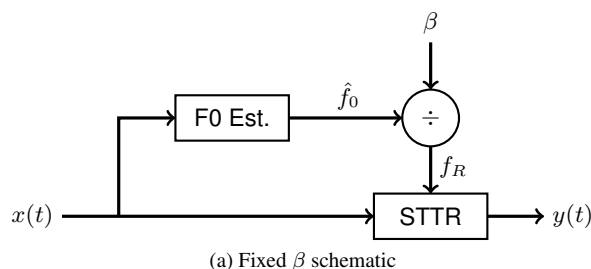 β
f̂₀
F0 Est.
÷
f_R
x(t)
STTR
y(t)
(a) Fixed β schematic